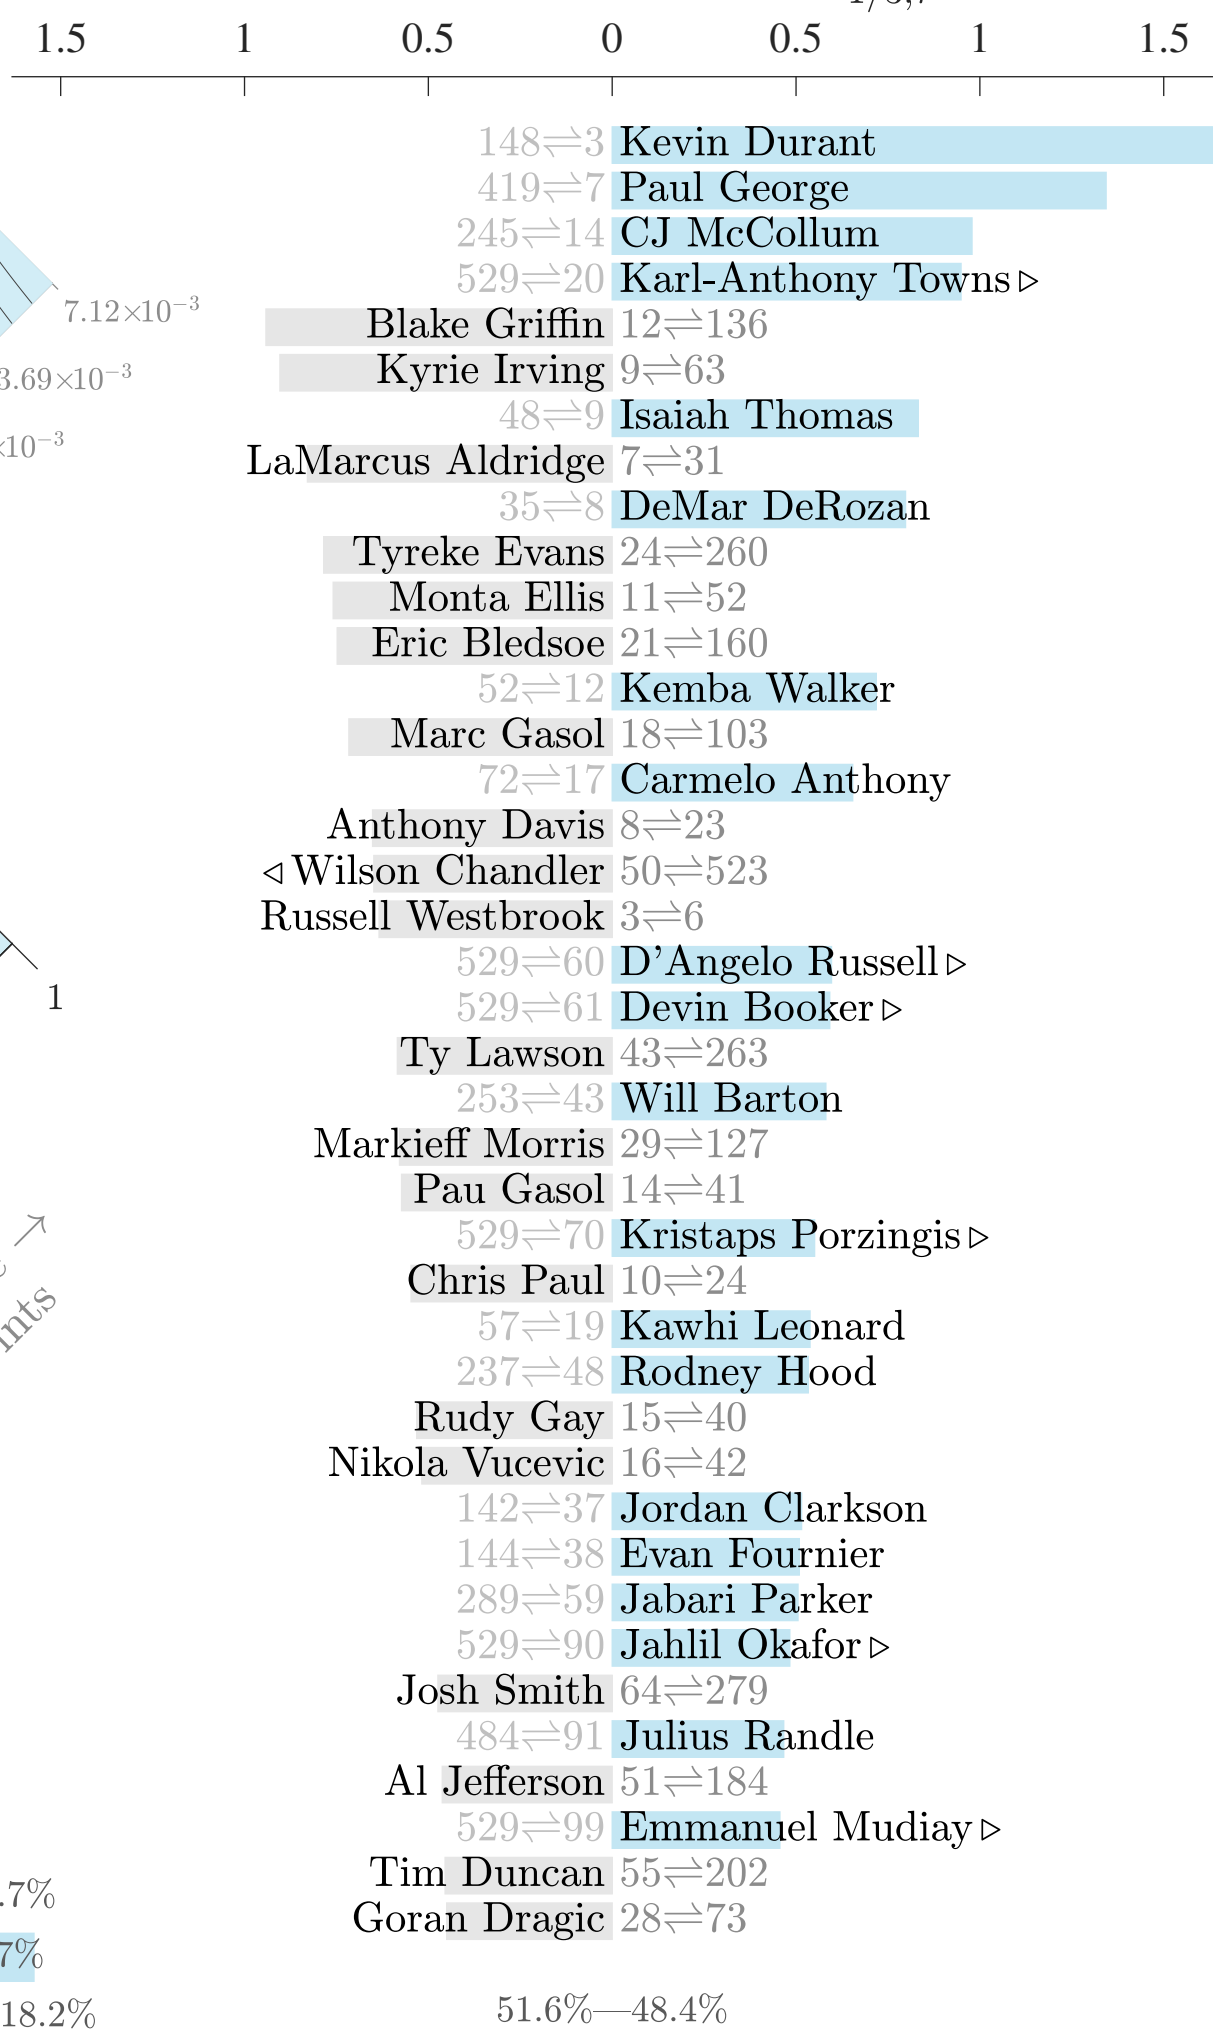 1.5 1 0.5 0 0.5 1 1.5
148⇌3 Kevin Durant
419⇌7 Paul George
245⇌14 CJ McCollum
529⇌20 Karl-Anthony Towns ▷
7.12×10⁻³
Blake Griffin 12⇌136
Kyrie Irving 9⇌63
3.69×10⁻³
48⇌9 Isaiah Thomas
×10⁻³
LaMarcus Aldridge 7⇌31
35⇌8 DeMar DeRozan
Tyreke Evans 24⇌260
Monta Ellis 11⇌52
Eric Bledsoe 21⇌160
52⇌12 Kemba Walker
Marc Gasol 18⇌103
72⇌17 Carmelo Anthony
Anthony Davis 8⇌23
◁ Wilson Chandler 50⇌523
Russell Westbrook 3⇌6
529⇌60 D'Angelo Russell ▷
1
529⇌61 Devin Booker ▷
Ty Lawson 43⇌263
253⇌43 Will Barton
Markieff Morris 29⇌127
Pau Gasol 14⇌41
529⇌70 Kristaps Porzingis ▷
Chris Paul 10⇌24
ints
57⇌19 Kawhi Leonard
237⇌48 Rodney Hood
Rudy Gay 15⇌40
Nikola Vucevic 16⇌42
142⇌37 Jordan Clarkson
144⇌38 Evan Fournier
289⇌59 Jabari Parker
529⇌90 Jahlil Okafor ▷
Josh Smith 64⇌279
484⇌91 Julius Randle
Al Jefferson 51⇌184
529⇌99 Emmanuel Mudiay ▷
Tim Duncan 55⇌202
.7%
Goran Dragic 28⇌73
7%
18.2%
51.6%—48.4%